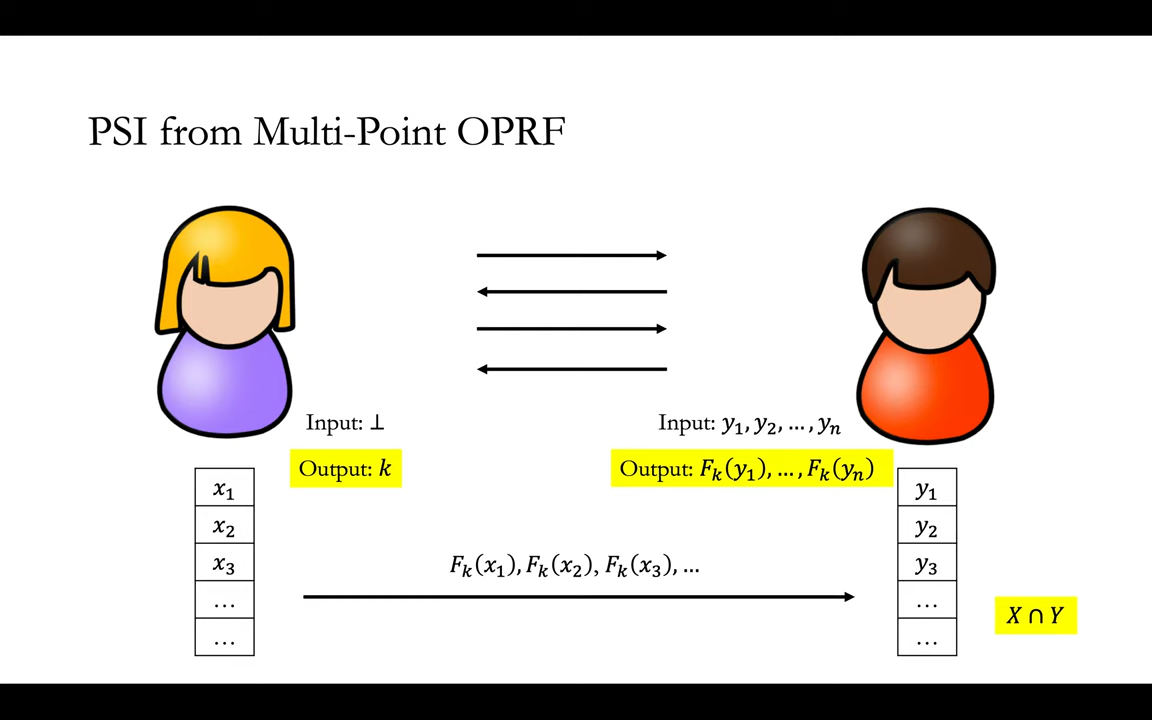 PSI from Multi-Point OPRF
Input: ⊥
Output: k
Input: y₁, y₂, … , yₙ
Output: Fₖ(y₁), … , Fₖ(yₙ)
x₁
x₂
x₃
…
…
Fₖ(x₁), Fₖ(x₂), Fₖ(x₃), …
y₁
y₂
y₃
…
…
X ∩ Y